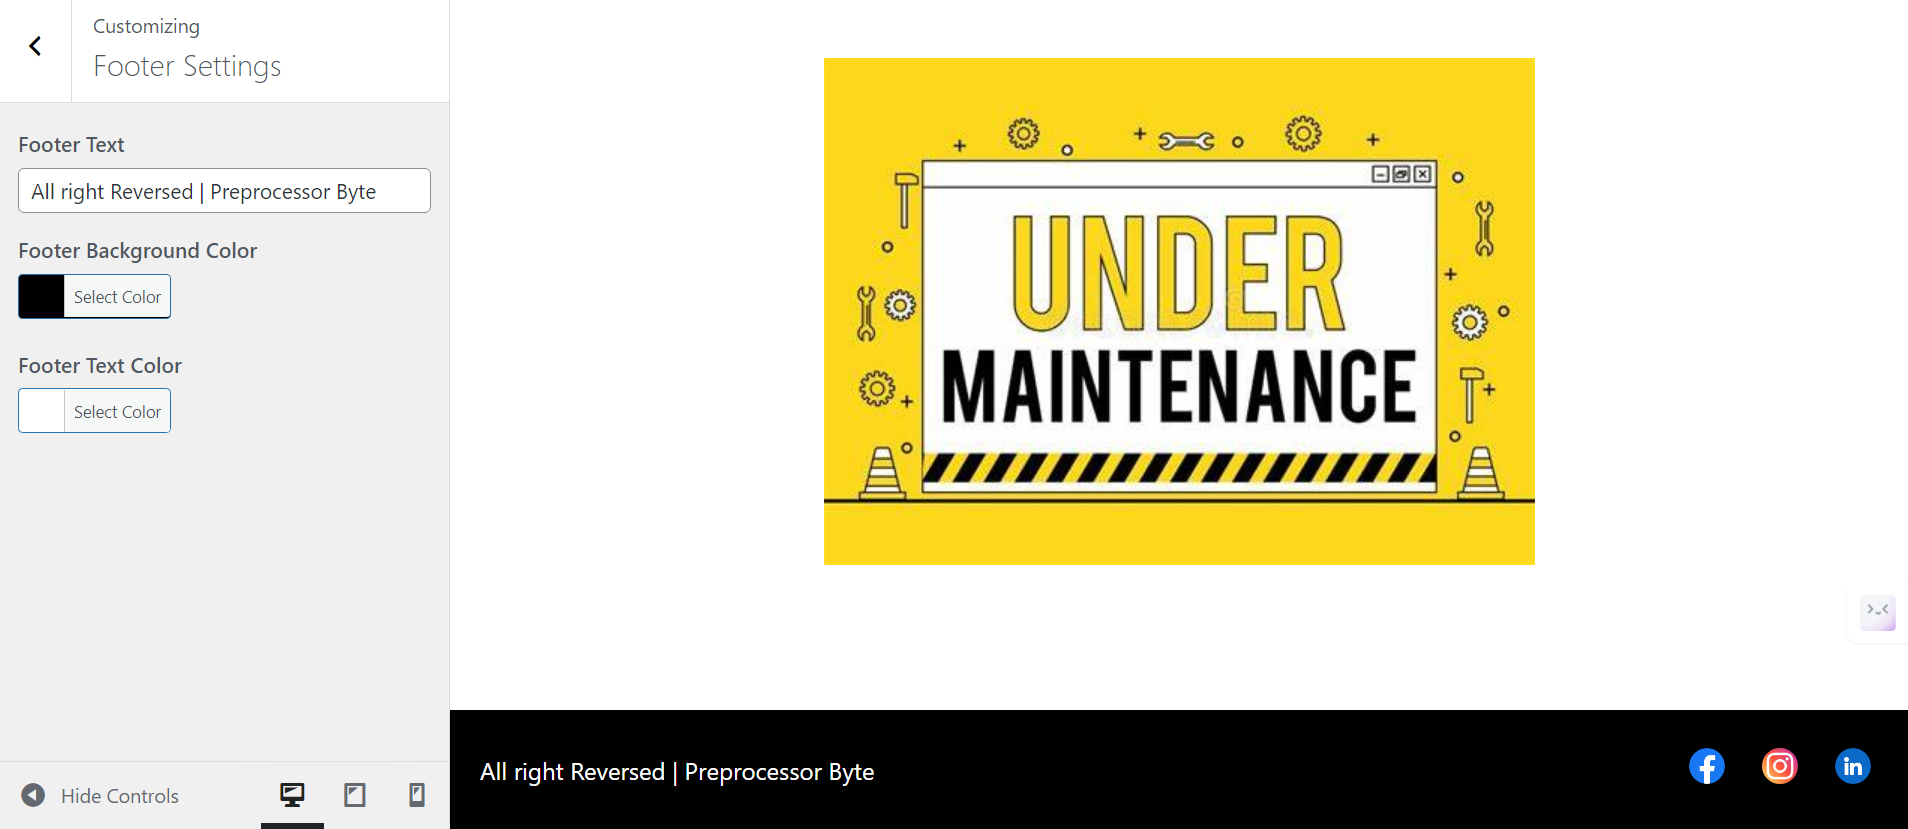 Customizing
Footer Settings
Footer Text
All right Reversed | Preprocessor Byte
Footer Background Color
Select Color
Footer Text Color
Select Color
Hide Controls
UNDER
MAINTENANCE
All right Reversed | Preprocessor Byte
in